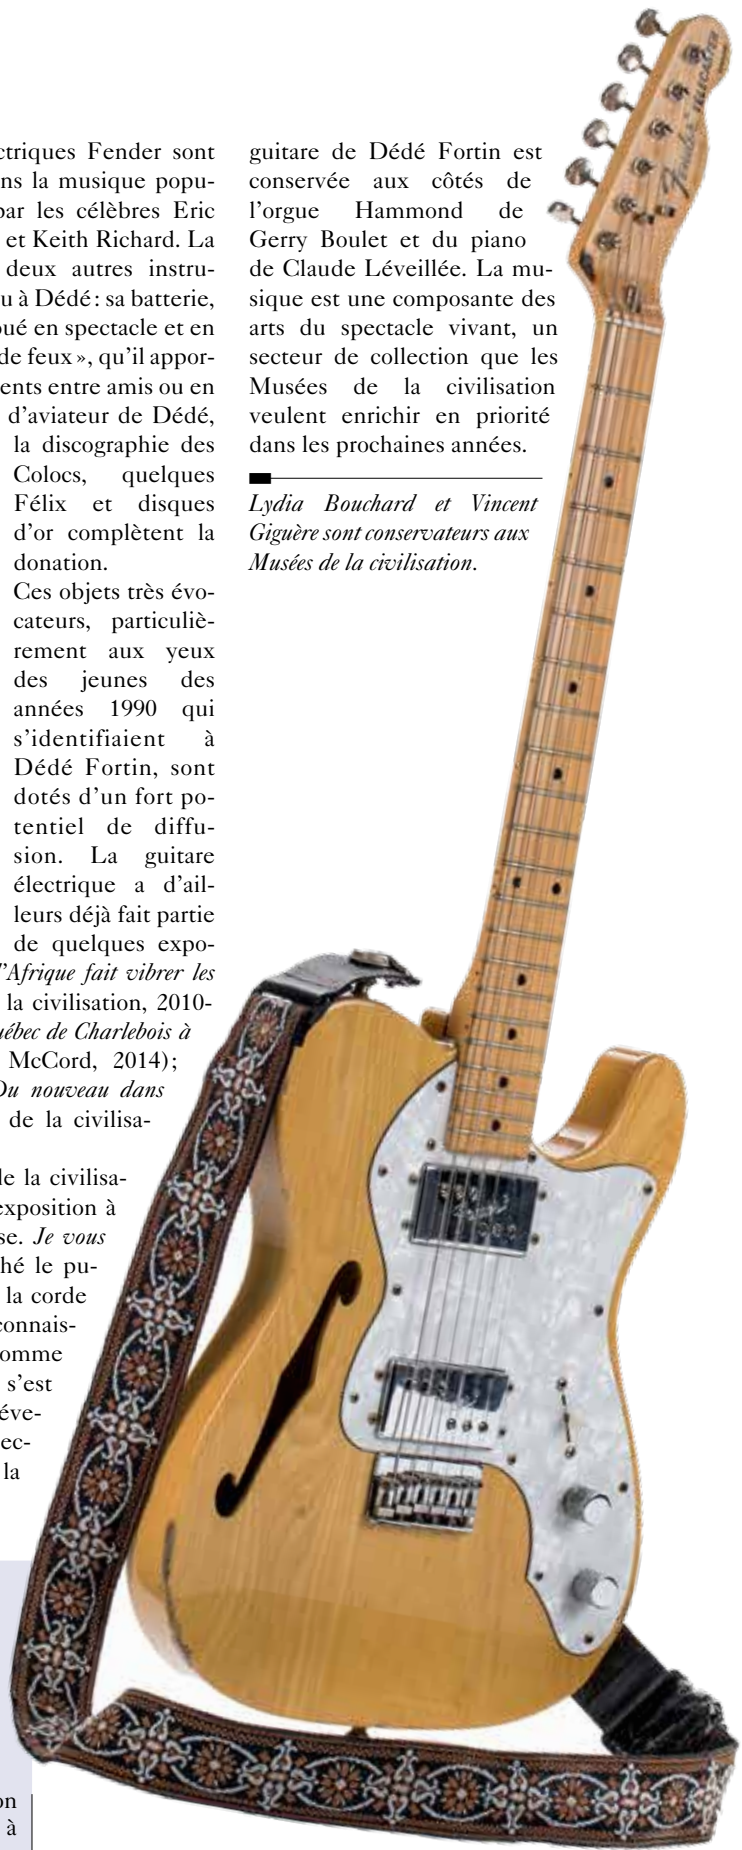 ctriques Fender sont
ns la musique popu-
par les célèbres Eric
et Keith Richard. La
deux autres instru-
u à Dédé : sa batterie,
oué en spectacle et en
de feux », qu'il appor-
ents entre amis ou en
d'aviateur de Dédé,
la discographie des
Colocs, quelques
Félix et disques
d'or complètent la
donation.
Ces objets très évo-
cateurs, particuliè-
rement aux yeux
des jeunes des
années 1990 qui
s'identifiaient à
Dédé Fortin, sont
dotés d'un fort po-
tentiel de diffu-
sion. La guitare
électrique a d'ail-
leurs déjà fait partie
de quelques expo-
l'Afrique fait vibrer les
la civilisation, 2010-
uébec de Charlebois à
McCord, 2014);
Du nouveau dans
de la civilisa-
de la civilisa-
exposition à
se. Je vous
ché le pu-
la corde
connais-
omme
s'est
éve-
ec-
la
on
à
guitare de Dédé Fortin est
conservée aux côtés de
l'orgue Hammond de
Gerry Boulet et du piano
de Claude Léveillée. La mu-
sique est une composante des
arts du spectacle vivant, un
secteur de collection que les
Musées de la civilisation
veulent enrichir en priorité
dans les prochaines années.
Lydia Bouchard et Vincent
Giguère sont conservateurs aux
Musées de la civilisation.
Fender